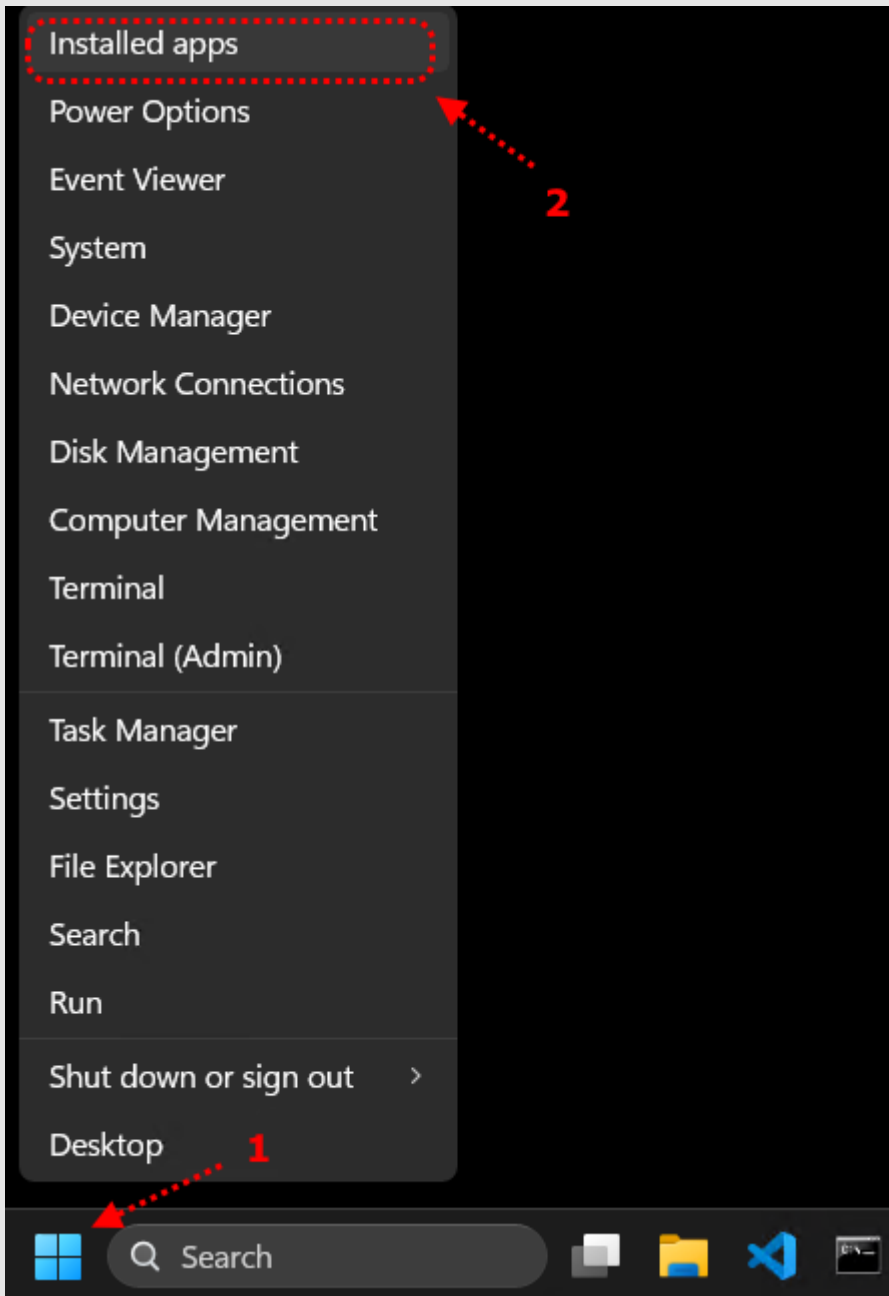 Installed apps
Power Options
2
Event Viewer
System
Device Manager
Network Connections
Disk Management
Computer Management
Terminal
Terminal (Admin)
Task Manager
Settings
File Explorer
Search
Run
Shut down or sign out
Desktop
1
Search